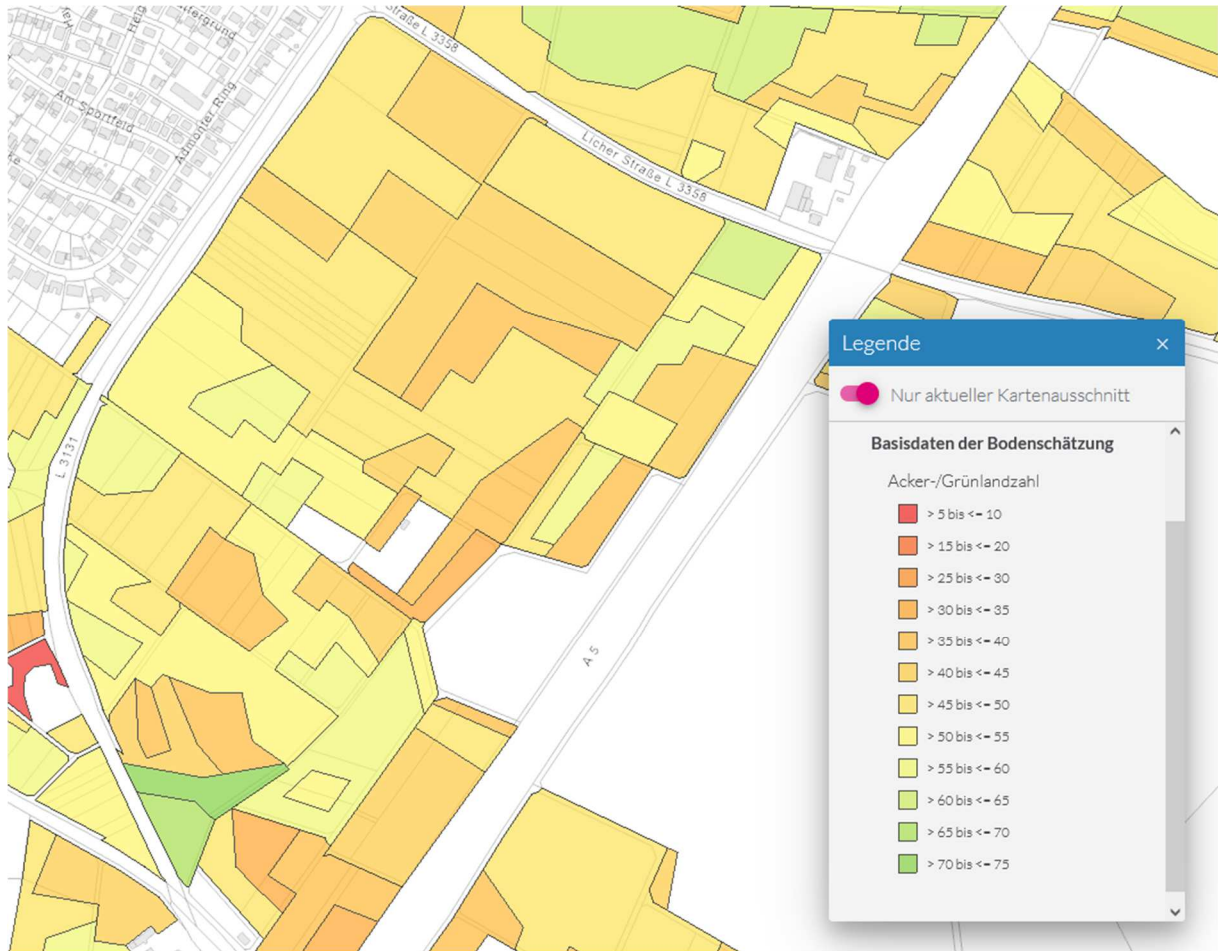 Am Sportfeld
Admonter Ring
Straße L 3358
Licher Straße L 3358
L 3131
A 5
Legende ×
Nur aktueller Kartenausschnitt
Basisdaten der Bodenschätzung
Acker-/Grünlandzahl
> 5 bis <= 10
> 15 bis <= 20
> 25 bis <= 30
> 30 bis <= 35
> 35 bis <= 40
> 40 bis <= 45
> 45 bis <= 50
> 50 bis <= 55
> 55 bis <= 60
> 60 bis <= 65
> 65 bis <= 70
> 70 bis <= 75